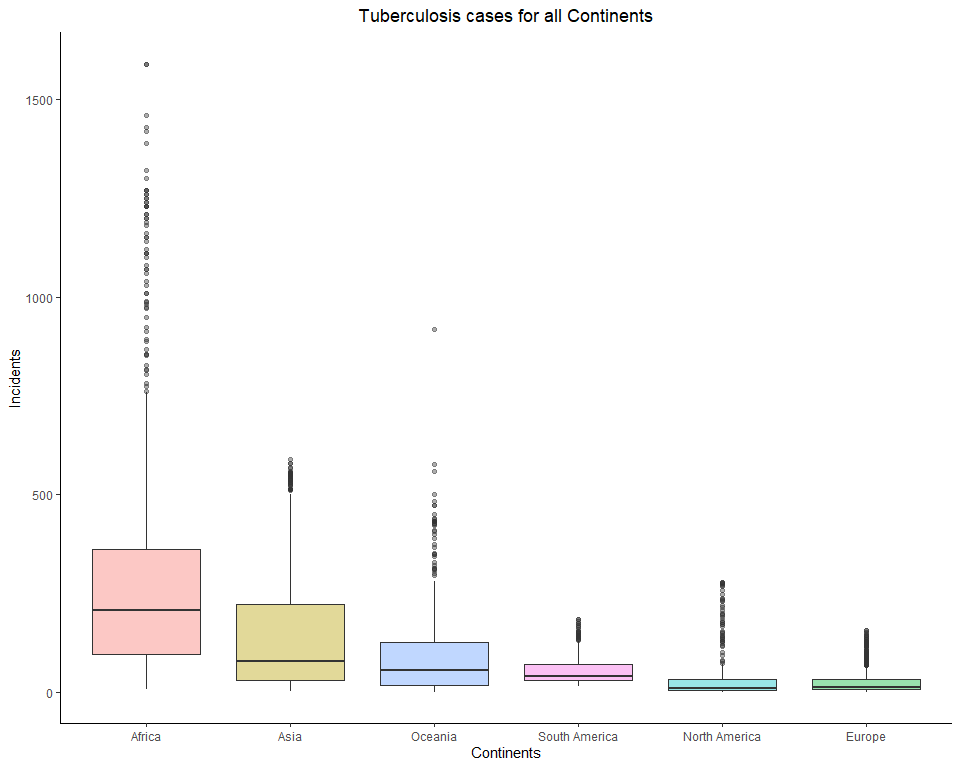 Tuberculosis cases for all Continents
Incidents
1500
1000
500
0
Africa
Asia
Oceania
South America
North America
Europe
Continents